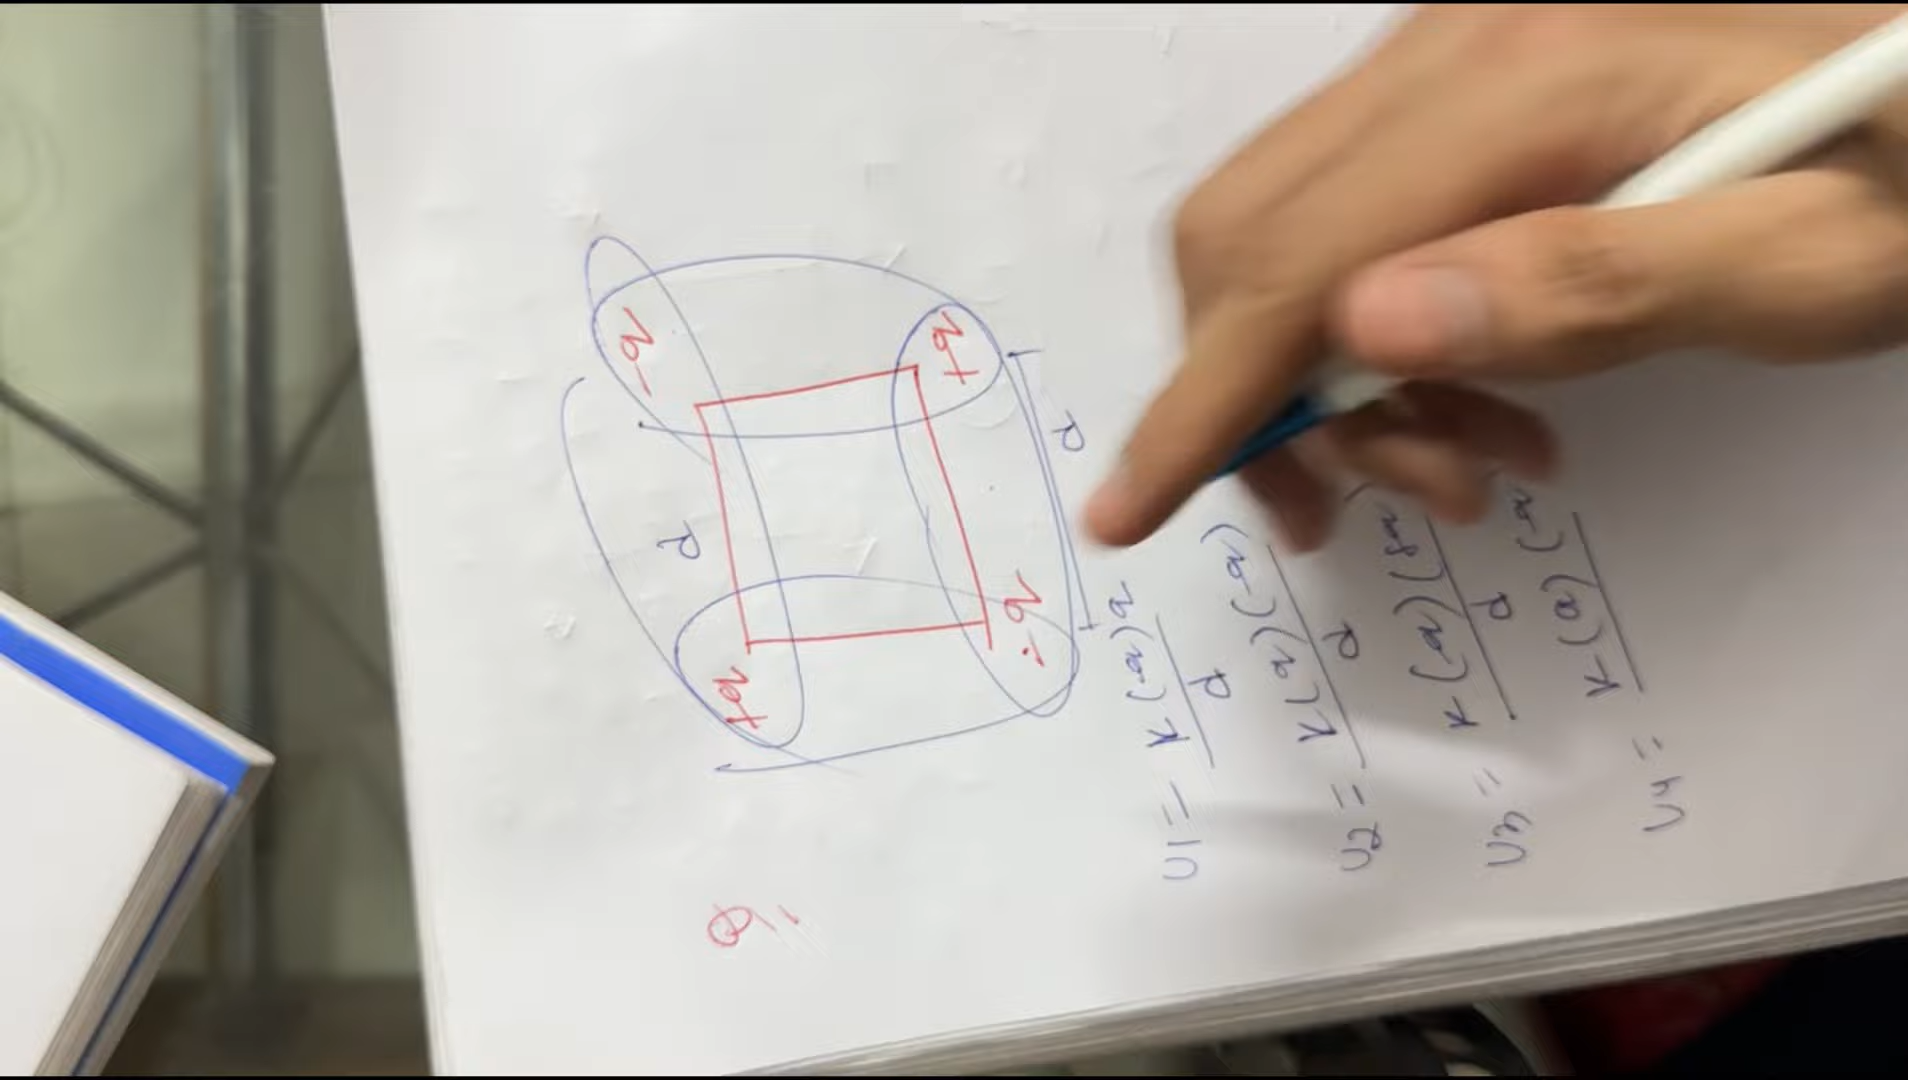 -q
+q
d
d
+q
-q
U1 = k(-q)q / d
U2 = k(q)(-q) / d
U3 = k(-q)(+q) / d
U4 = k(q)(-q
Q